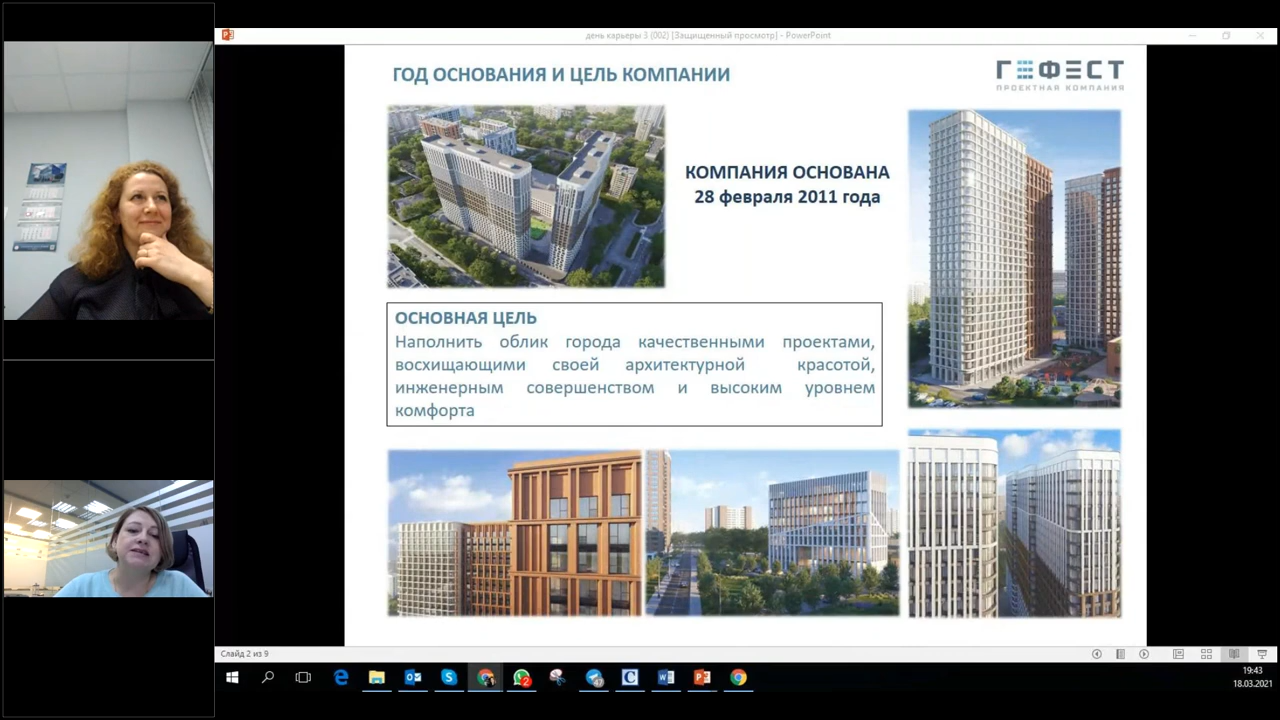 день карьеры 3 (002) [Защищенный просмотр] - PowerPoint
ГОД ОСНОВАНИЯ И ЦЕЛЬ КОМПАНИИ
ГЕФЕСТ
ПРОЕКТНАЯ КОМПАНИЯ
КОМПАНИЯ ОСНОВАНА
28 февраля 2011 года
ОСНОВНАЯ ЦЕЛЬ
Наполнить облик города качественными проектами,
восхищающими своей архитектурной красотой,
инженерным совершенством и высоким уровнем
комфорта
Слайд 2 из 9
19:43
18.03.2021